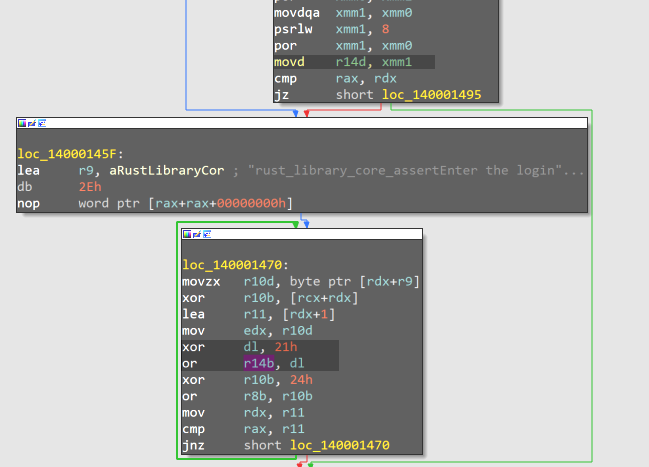 movdqa xmm1, xmm0
psrlw xmm1, 8
por xmm1, xmm0
movd r14d, xmm1
cmp rax, rdx
jz short loc_140001495
loc_14000145F:
lea r9, aRustLibraryCor ; "rust_library_core_assertEnter the login"...
db 2Eh
nop word ptr [rax+rax+00000000h]
loc_140001470:
movzx r10d, byte ptr [rdx+r9]
xor r10b, [rcx+rdx]
lea r11, [rdx+1]
mov edx, r10d
xor dl, 21h
or r14b, dl
xor r10b, 24h
or r8b, r10b
mov rdx, r11
cmp rax, r11
jnz short loc_140001470